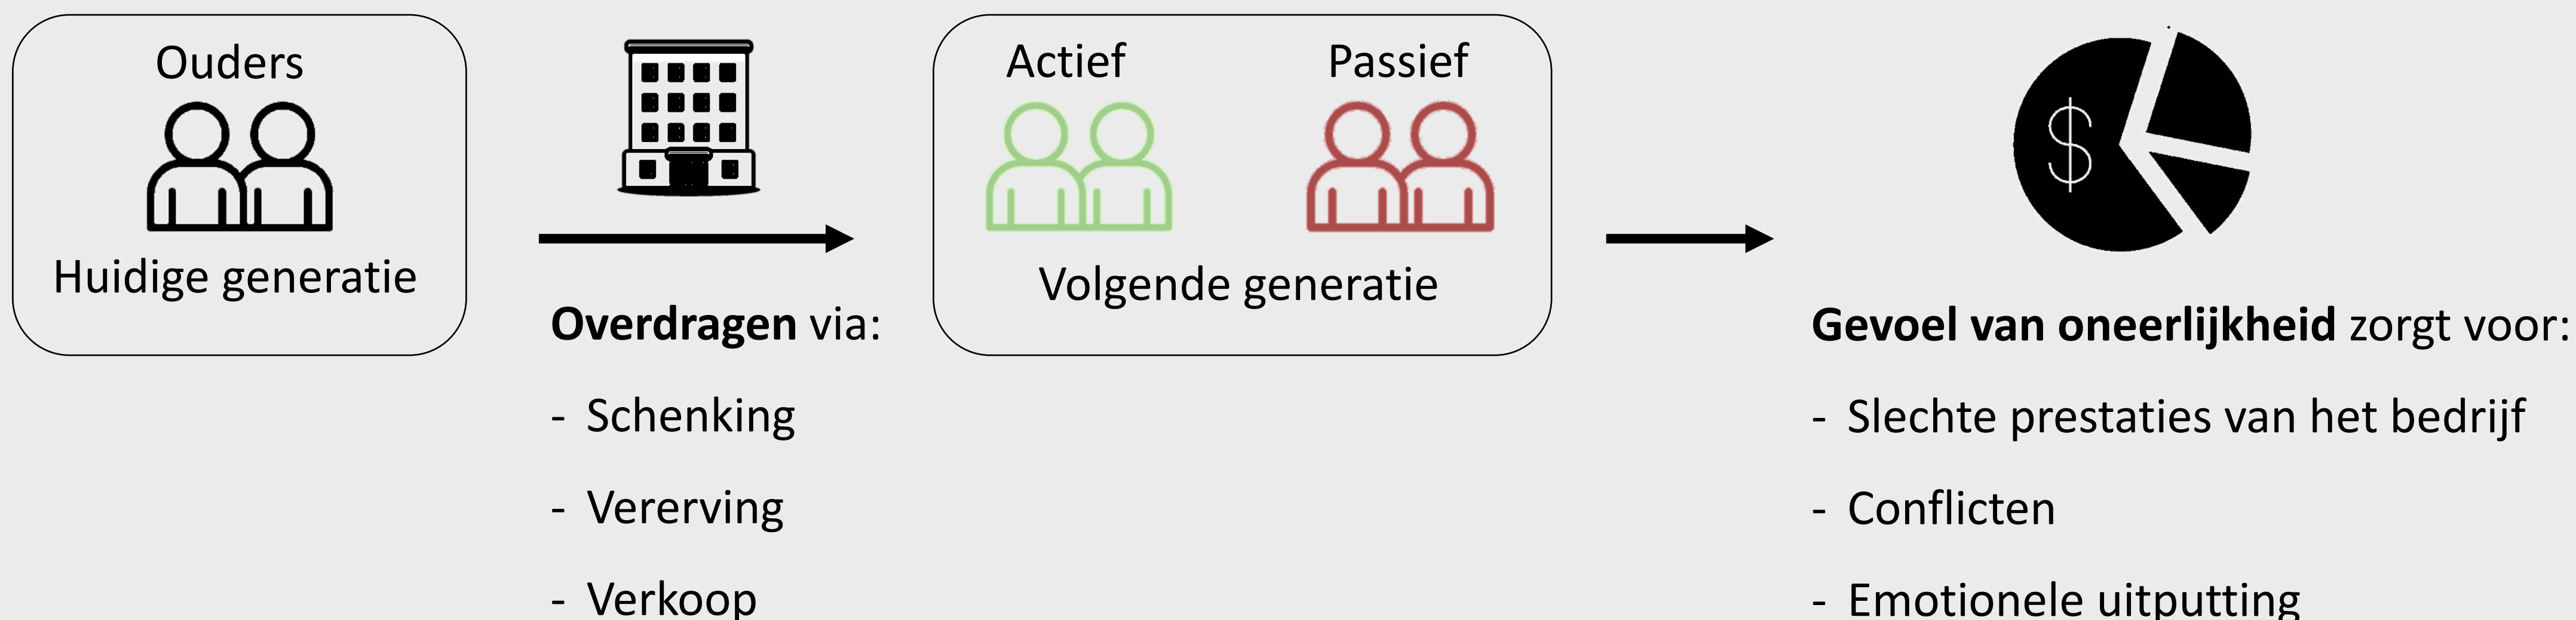 Ouders
Huidige generatie
Overdragen via:
- Schenking
- Vererving
- Verkoop
Actief
Passief
Volgende generatie
$
Gevoel van oneerlijkheid zorgt voor:
- Slechte prestaties van het bedrijf
- Conflicten
- Emotionele uitputting